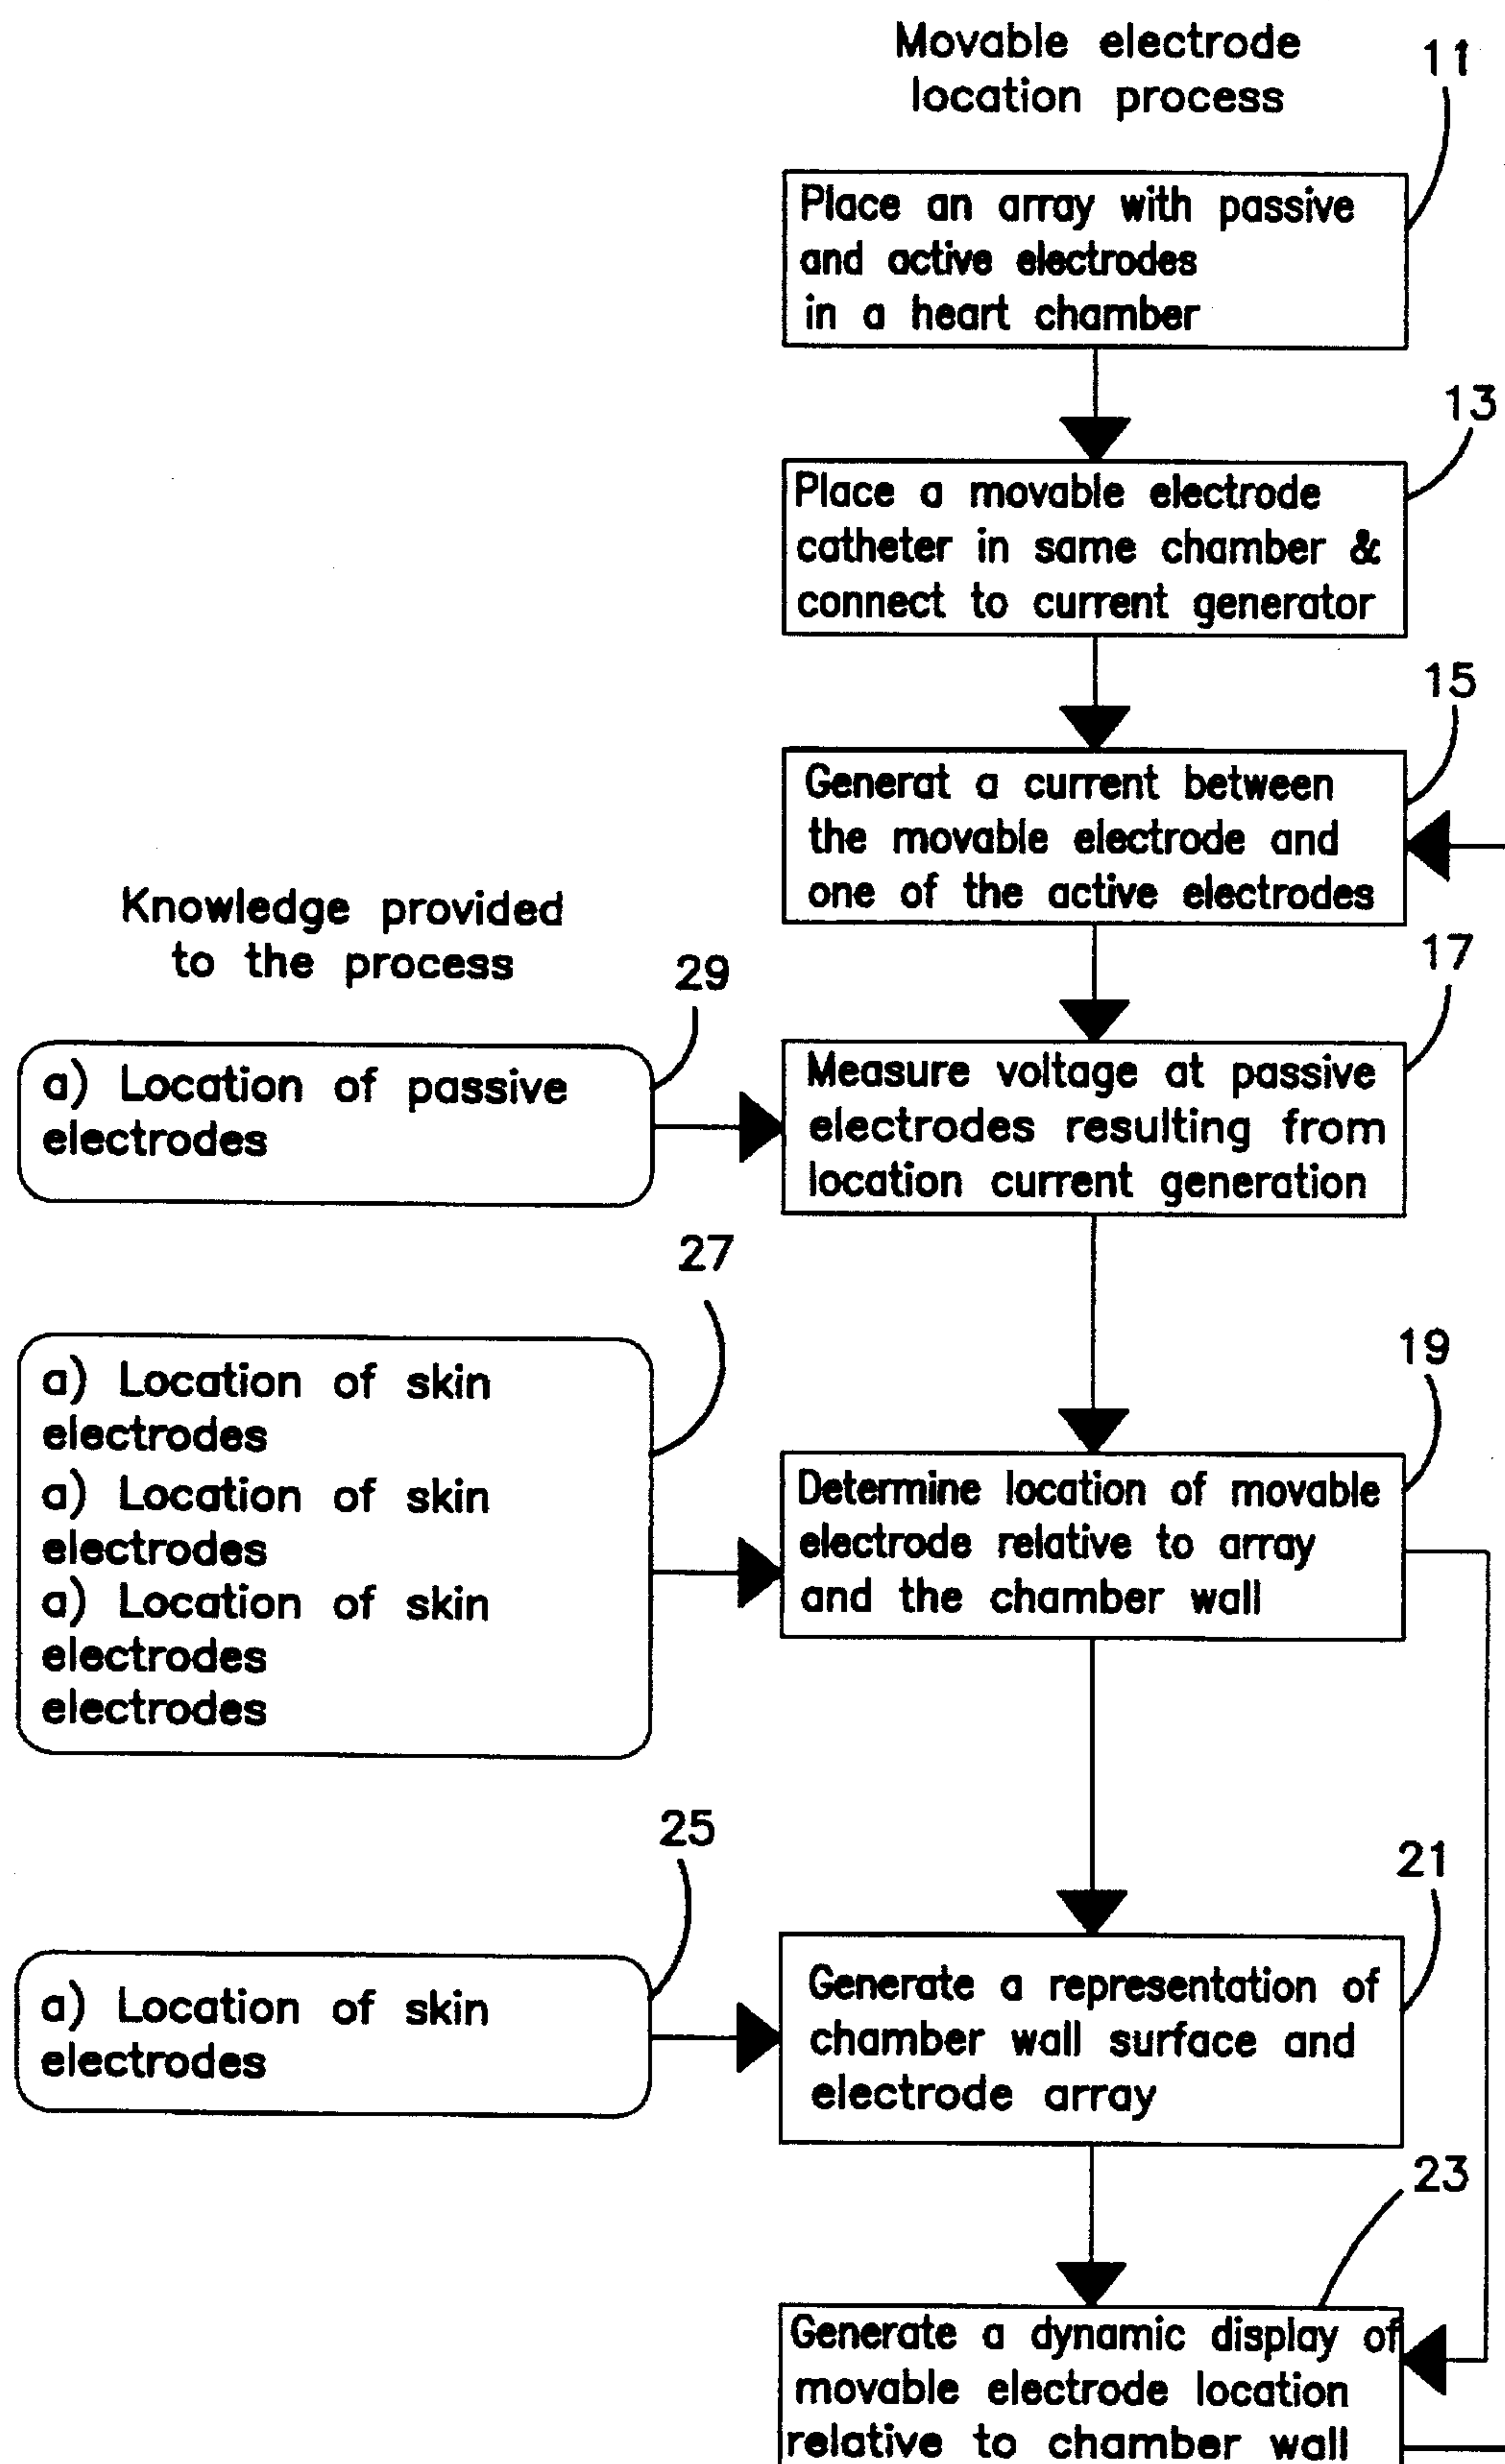 Movable electrode
location process
11
Place an array with passive
and active electrodes
in a heart chamber
13
Place a movable electrode
catheter in same chamber &
connect to current generator
15
Generat a current between
the movable electrode and
one of the active electrodes
Knowledge provided
to the process
29
a) Location of passive
electrodes
17
Measure voltage at passive
electrodes resulting from
location current generation
27
a) Location of skin
electrodes
a) Location of skin
electrodes
a) Location of skin
electrodes
electrodes
19
Determine location of movable
electrode relative to array
and the chamber wall
25
a) Location of skin
electrodes
21
Generate a representation of
chamber wall surface and
electrode array
23
Generate a dynamic display of
movable electrode location
relative to chamber wall